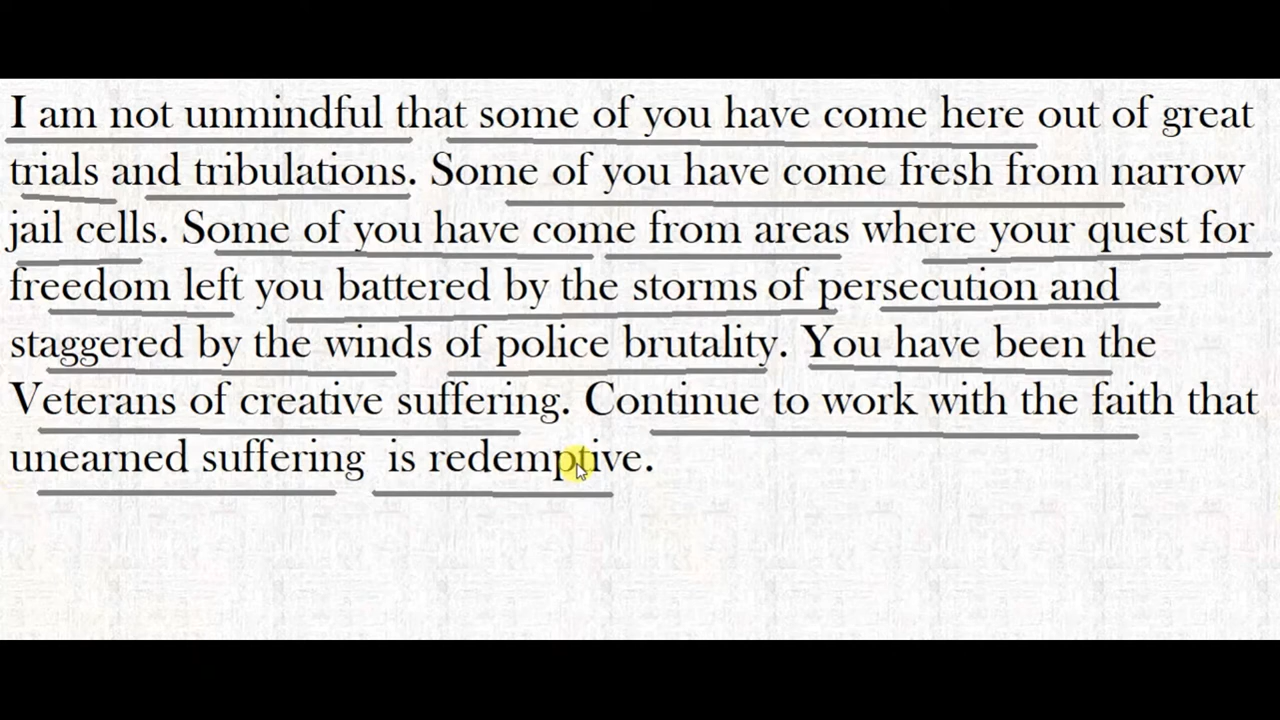 I am not unmindful that some of you have come here out of great
trials and tribulations. Some of you have come fresh from narrow
jail cells. Some of you have come from areas where your quest for
freedom left you battered by the storms of persecution and
staggered by the winds of police brutality. You have been the
Veterans of creative suffering. Continue to work with the faith that
unearned suffering  is redemptive.